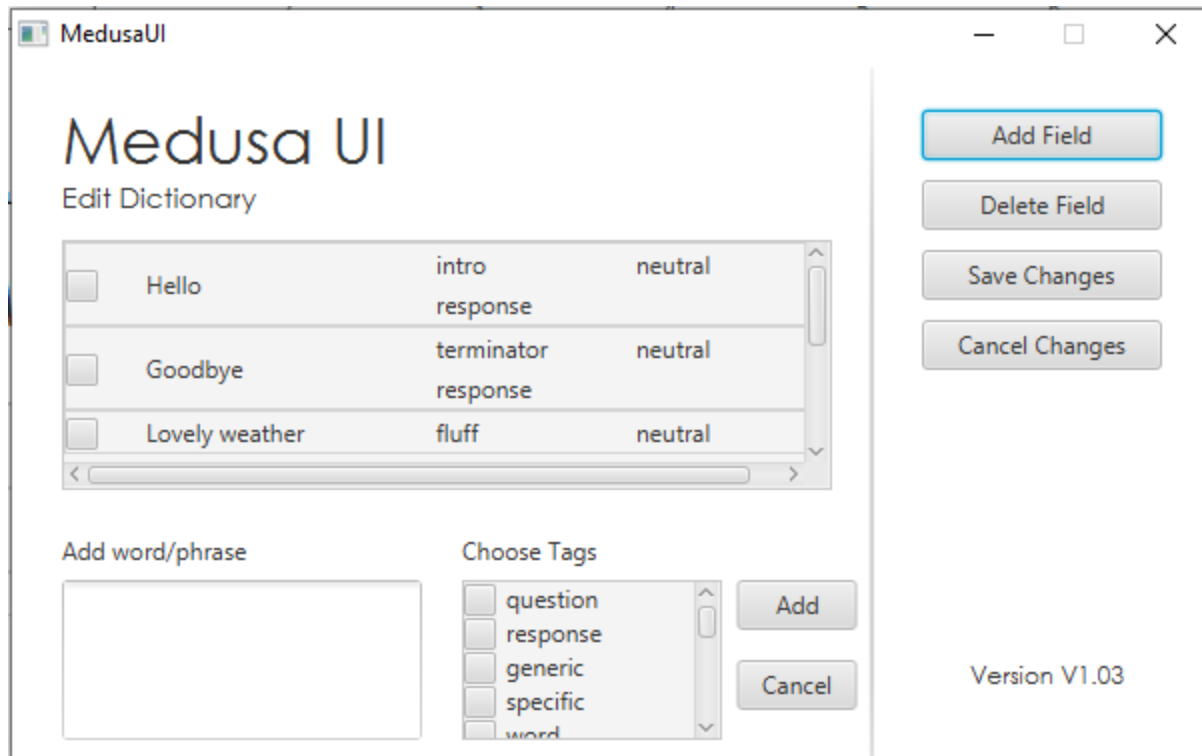 MedusaUI
Medusa UI
Edit Dictionary
Hello intro neutral
response
Goodbye terminator neutral
response
Lovely weather fluff neutral
Add word/phrase
Choose Tags
question
response
generic
specific
word
Add
Cancel
Add Field
Delete Field
Save Changes
Cancel Changes
Version V1.03